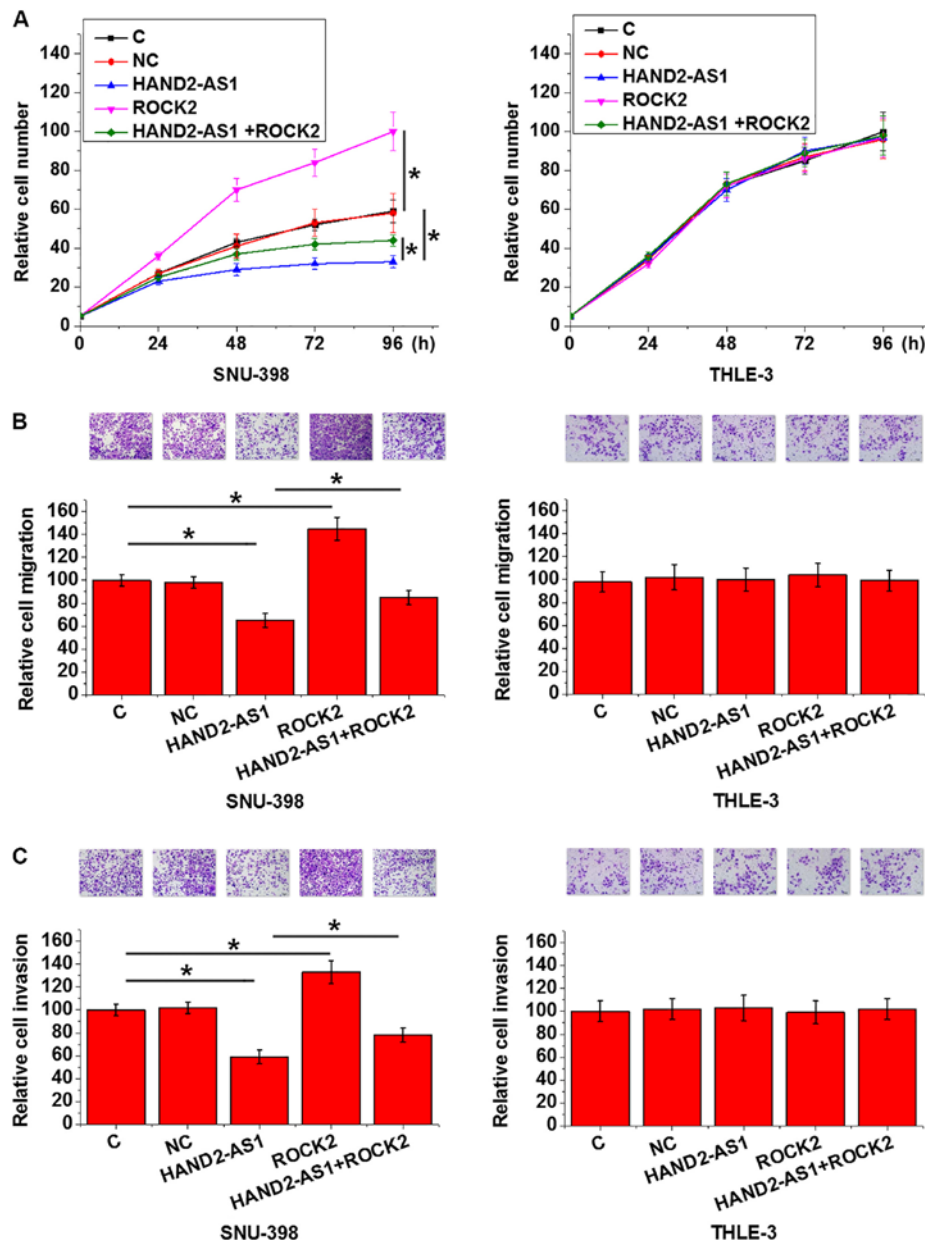 A
Relative cell number
140
120
100
80
60
40
20
0
C
NC
HAND2-AS1
ROCK2
HAND2-AS1 +ROCK2
*
*
*
0 24 48 72 96 (h)
SNU-398
Relative cell number
140
120
100
80
60
40
20
0
C
NC
HAND2-AS1
ROCK2
HAND2-AS1 +ROCK2
0 24 48 72 96 (h)
THLE-3
B
Relative cell migration
160
140
120
100
80
60
40
20
0
*
*
*
C
NC
HAND2-AS1
ROCK2
HAND2-AS1+ROCK2
SNU-398
Relative cell migration
160
140
120
100
80
60
40
20
0
C
NC
HAND2-AS1
ROCK2
HAND2-AS1+ROCK2
THLE-3
C
Relative cell invasion
160
140
120
100
80
60
40
20
0
*
*
*
C
NC
HAND2-AS1
ROCK2
HAND2-AS1+ROCK2
SNU-398
Relative cell invasion
160
140
120
100
80
60
40
20
0
C
NC
HAND2-AS1
ROCK2
HAND2-AS1+ROCK2
THLE-3